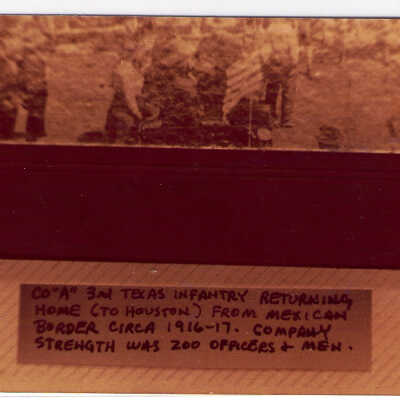 CO "A" 3rd TEXAS INFANTRY RETURNING
HOME (TO HOUSTON) FROM MEXICAN
BORDER CIRCA 1916-17. COMPANY
STRENGTH WAS 200 OFFICERS & MEN.